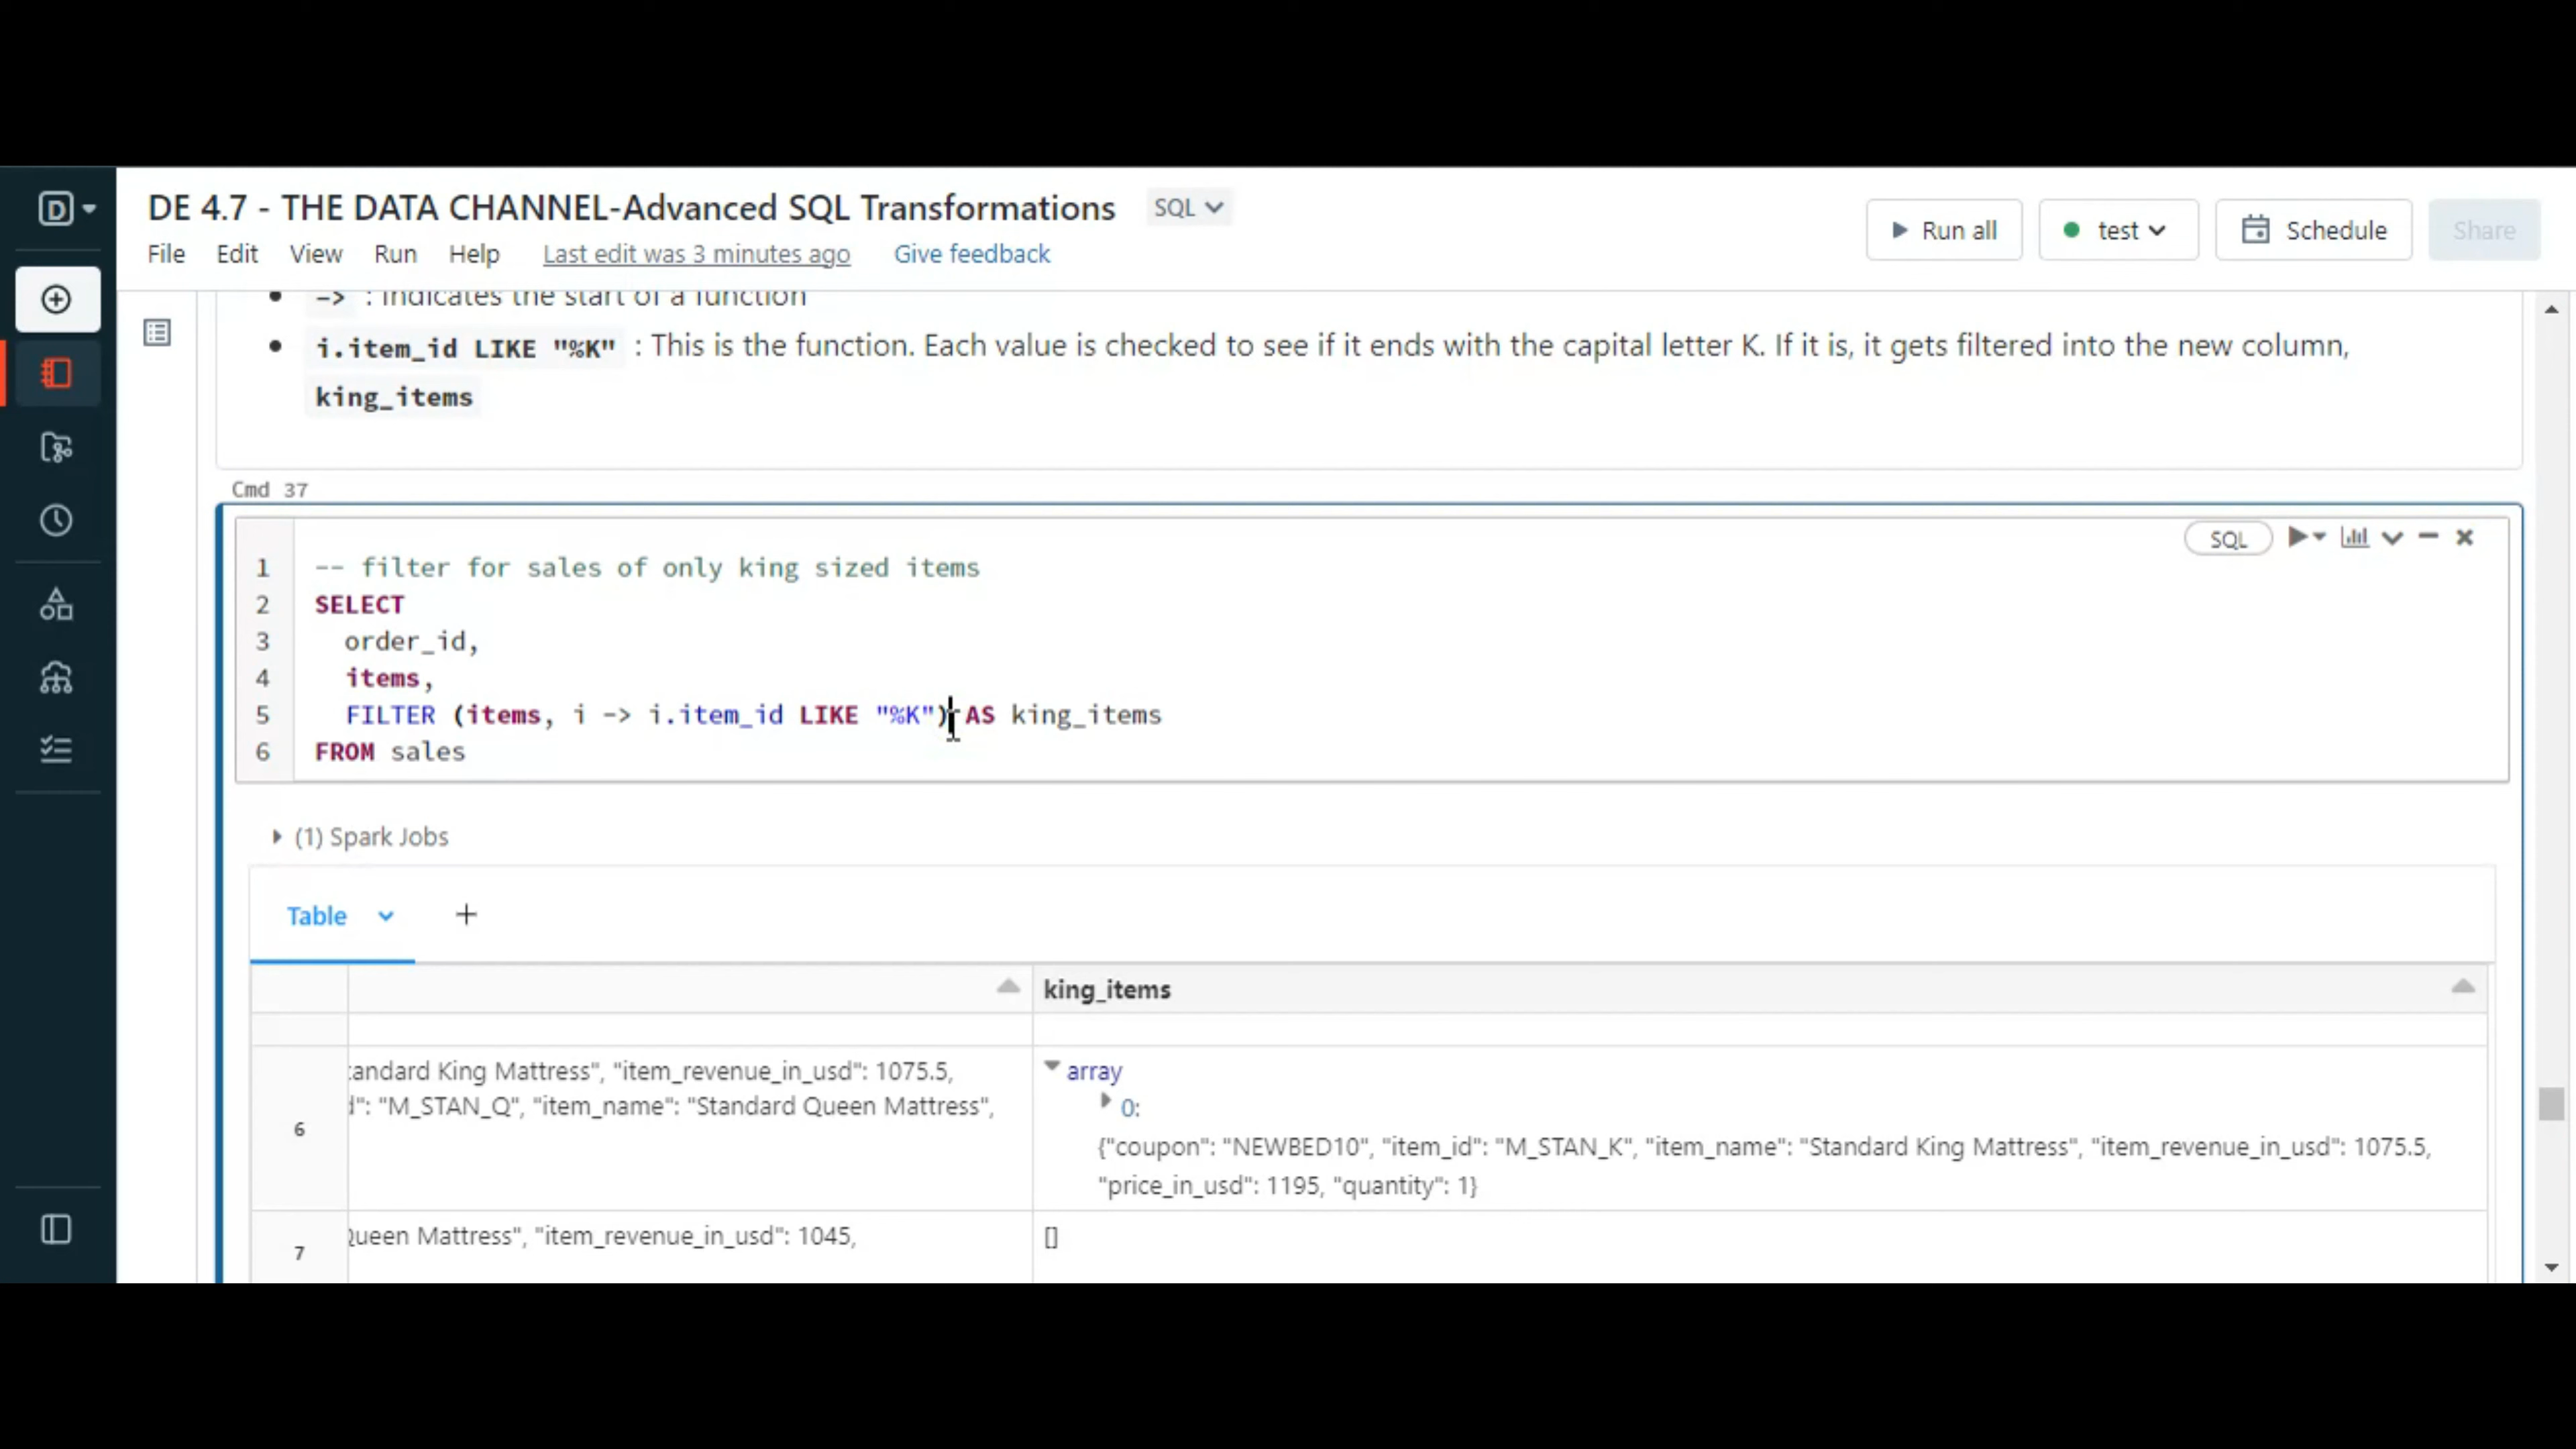 DE 4.7 - THE DATA CHANNEL-Advanced SQL Transformations SQL
Run all test Schedule Share
File Edit View Run Help Last edit was 3 minutes ago Give feedback
-> : Indicates the start of a function
i.item_id LIKE "%K" : This is the function. Each value is checked to see if it ends with the capital letter K. If it is, it gets filtered into the new column,
king_items
Cmd 37
SQL
1 -- filter for sales of only king sized items
2 SELECT
3 order_id,
4 items,
5 FILTER (items, i -> i.item_id LIKE "%K") AS king_items
6 FROM sales
(1) Spark Jobs
Table +
king_items
6
tandard King Mattress", "item_revenue_in_usd": 1075.5,
d": "M_STAN_Q", "item_name": "Standard Queen Mattress",
array
0:
{"coupon": "NEWBED10", "item_id": "M_STAN_K", "item_name": "Standard King Mattress", "item_revenue_in_usd": 1075.5,
"price_in_usd": 1195, "quantity": 1}
7
Queen Mattress", "item_revenue_in_usd": 1045,
[]